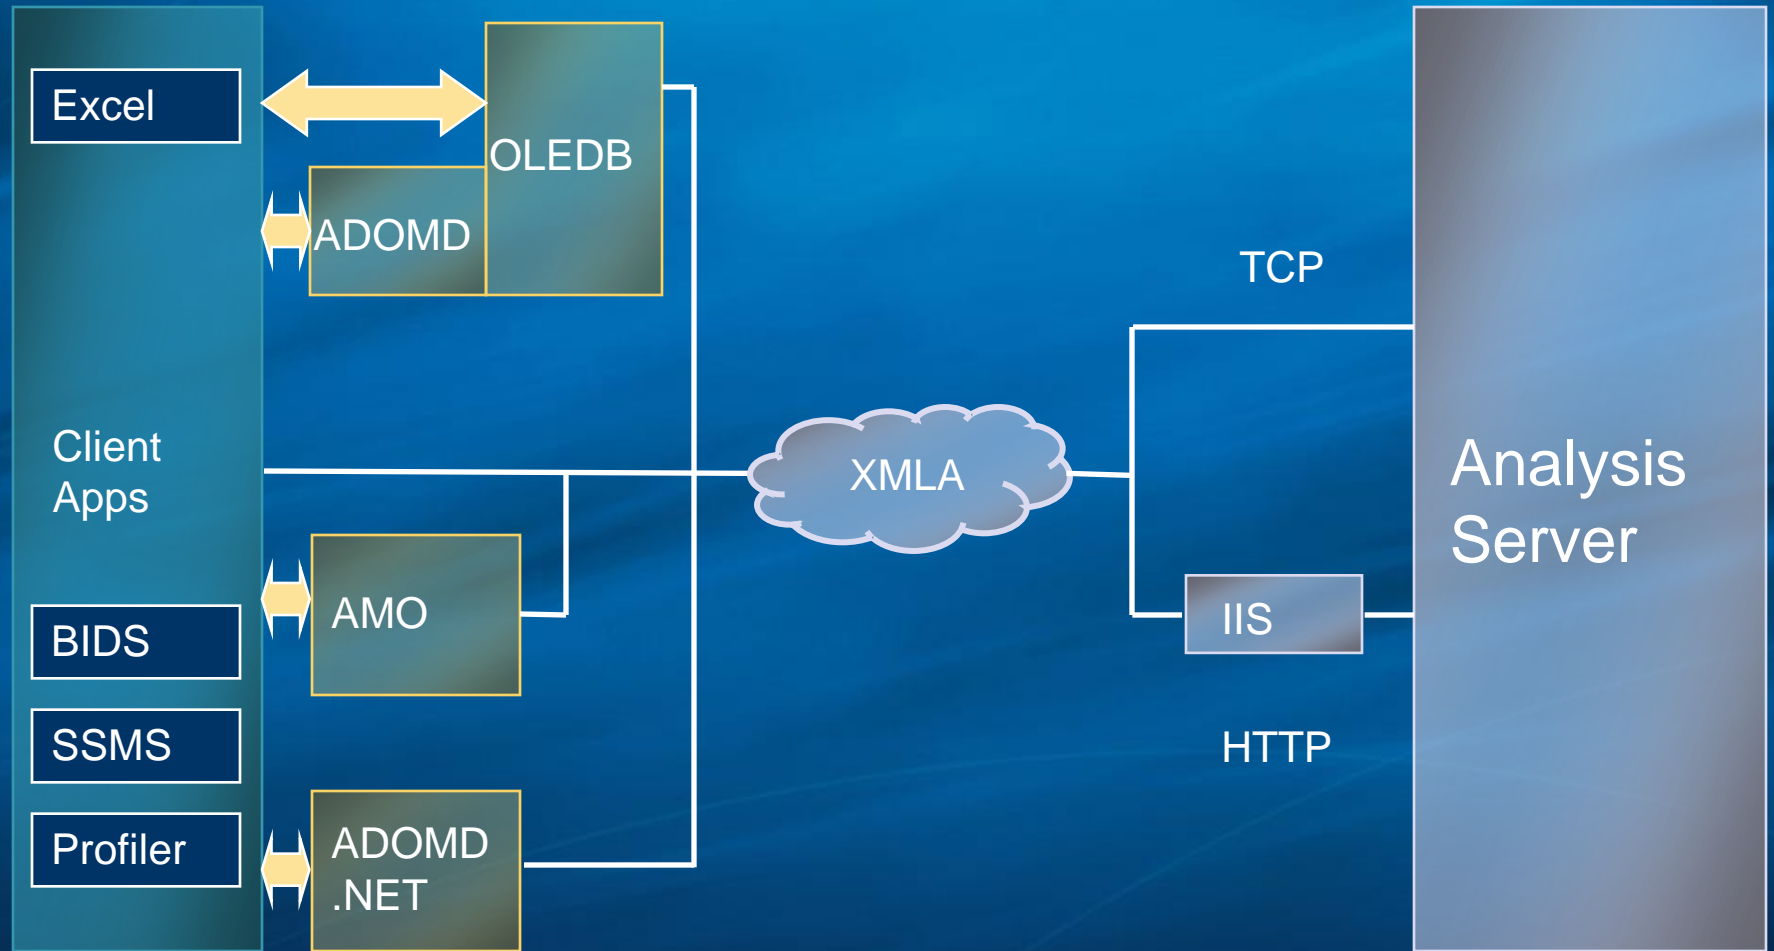 Excel
OLEDB
ADOMD
TCP
Client
Apps
XMLA
Analysis
Server
AMO
IIS
BIDS
SSMS
HTTP
Profiler
ADOMD
.NET